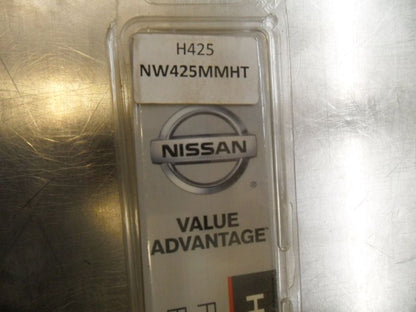 H425
NW425MMHT
NISSAN
®
VALUE
ADVANTAGE
H